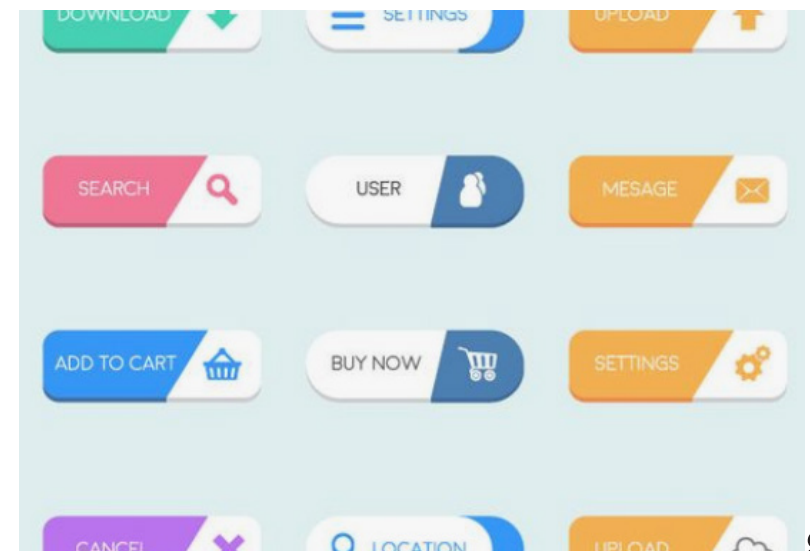 DOWNLOAD
SETTINGS
UPLOAD
SEARCH
USER
MESAGE
ADD TO CART
BUY NOW
SETTINGS
CANCEL
LOCATION
UPLOAD